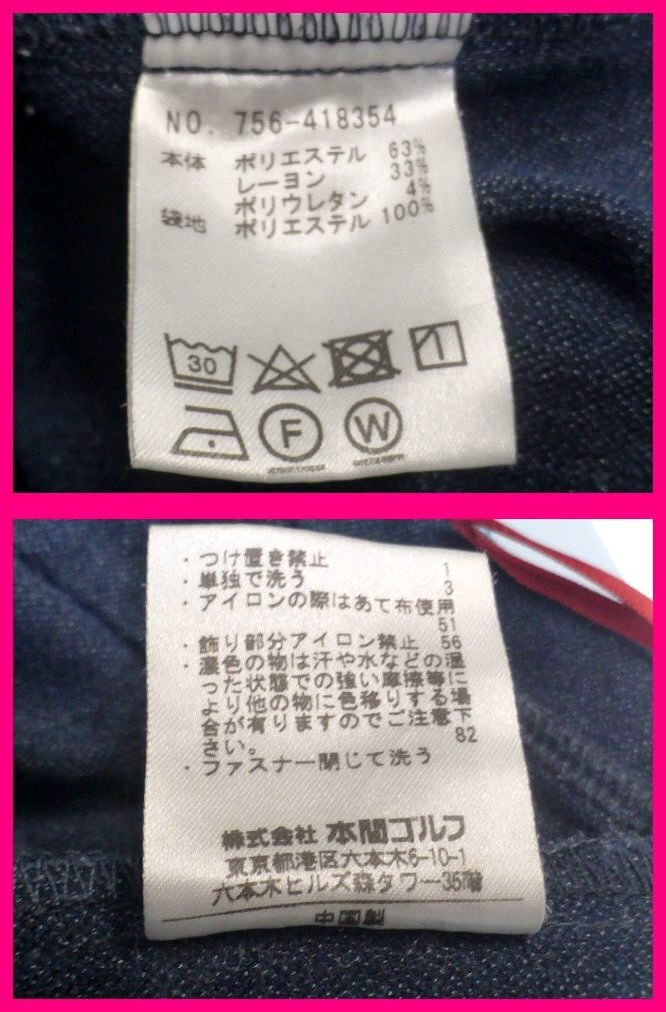 NO. 756-418354
本体 ポリエステル 63%
レーヨン 33%
ポリウレタン 4%
袋地 ポリエステル 100%
30
F
W
・つけ置き禁止 1
・単独で洗う 3
・アイロンの際はあて布使用
51
・飾り部分アイロン禁止 56
・濃色の物は汗や水などの湿
った状態での強い摩擦等に
より他の物に色移りする場
合が有りますのでご注意下
さい。 82
・ファスナー閉じて洗う
株式会社 本間ゴルフ
東京都港区六本木6-10-1
六本木ヒルズ森タワー35階
中国製